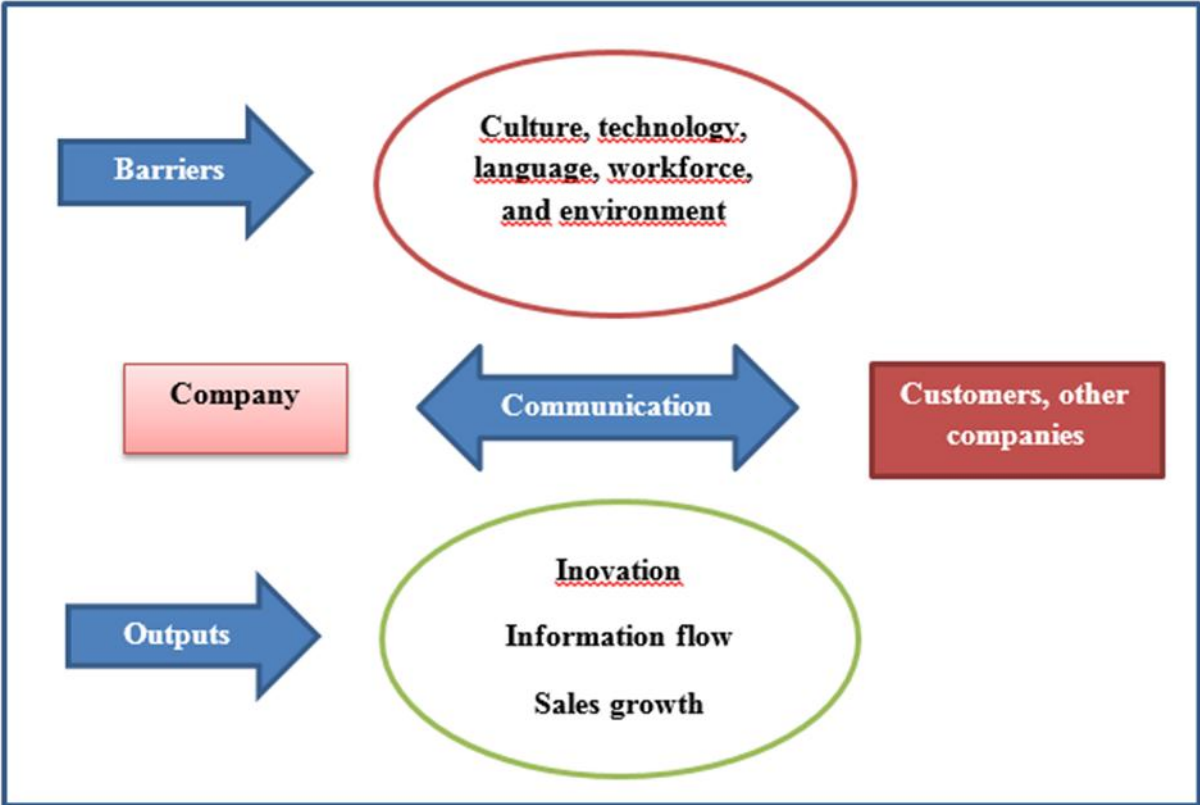 Barriers
Culture, technology,
language, workforce,
and environment
Company
Communication
Customers, other
companies
Outputs
Inovation
Information flow
Sales growth